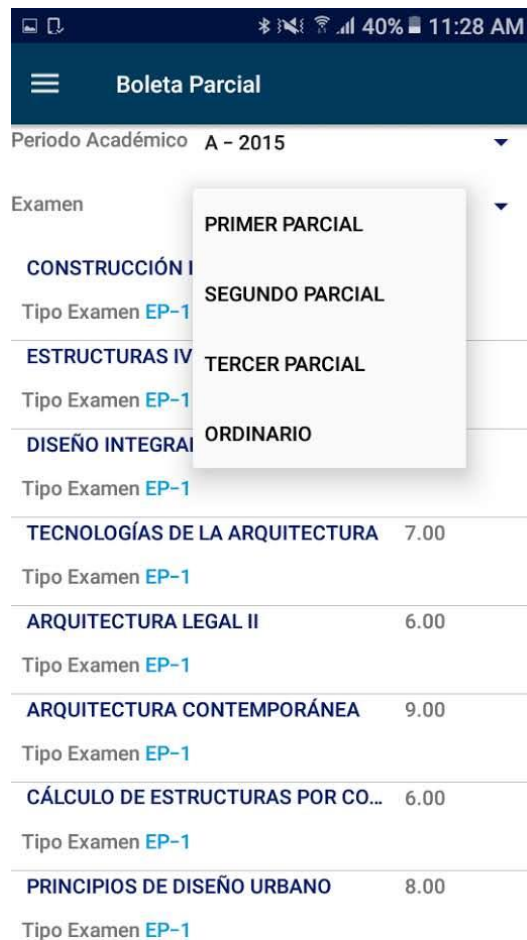 40% 11:28 AM
Boleta Parcial
Periodo Académico A - 2015
Examen
PRIMER PARCIAL
CONSTRUCCIÓN
SEGUNDO PARCIAL
Tipo Examen EP-1
ESTRUCTURAS IV
TERCER PARCIAL
Tipo Examen EP-1
ORDINARIO
DISEÑO
Tipo Examen EP-1
TECNOLOGÍAS DE LA ARQUITECTURA 7.00
Tipo Examen EP-1
ARQUITECTURA LEGAL II 6.00
Tipo Examen EP-1
ARQUITECTURA CONTEMPORÁNEA 9.00
Tipo Examen EP-1
CÁLCULO DE ESTRUCTURAS POR CO... 6.00
Tipo Examen EP-1
PRINCIPIOS DE DISEÑO URBANO 8.00
Tipo Examen EP-1